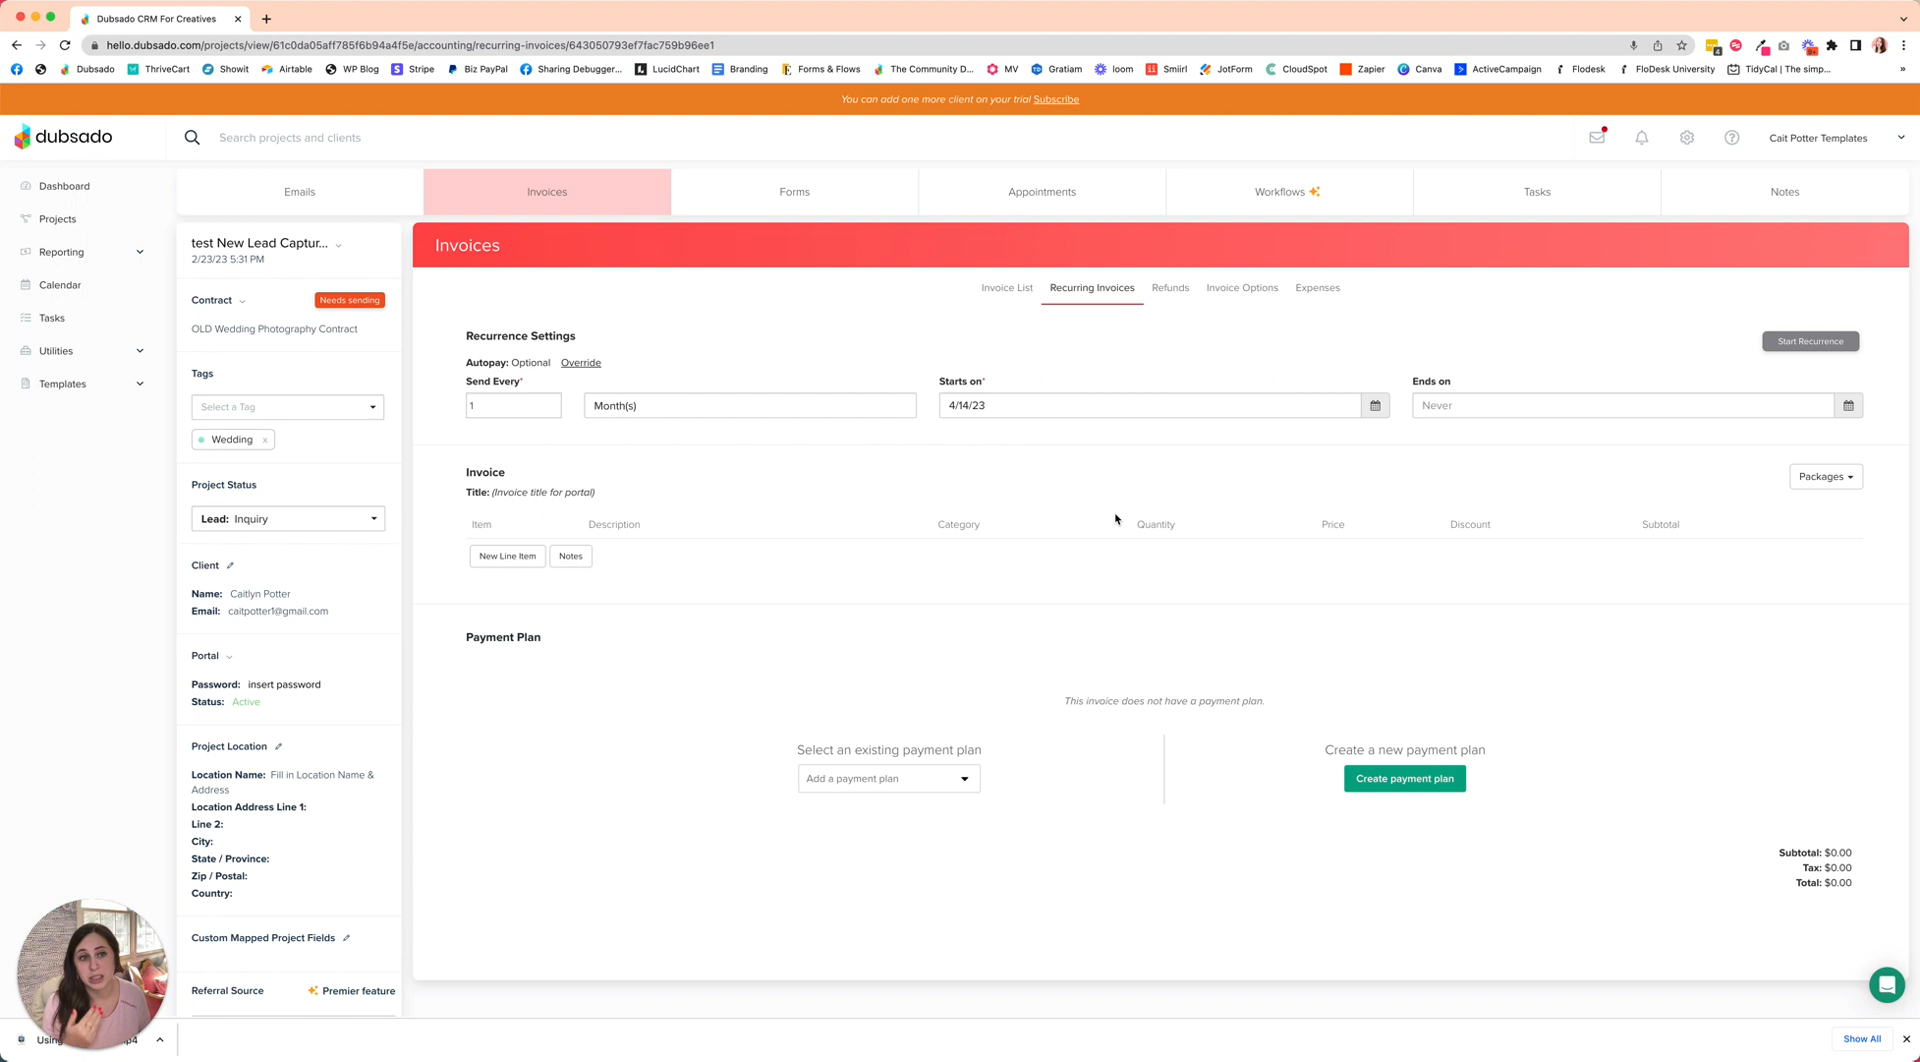 Dubsado CRM For Creatives
hello.dubsado.com/projects/view/61c0da05aff785f6b94a4f5e/accounting/recurring-invoices/643050793ef7fac759b96ee1
Dubsado ThriveCart Showit Airtable WP Blog Stripe Biz PayPal Sharing Debugger... LucidChart Branding Forms & Flows The Community D... MV Gratiam loom Smiirl JotForm CloudSpot Zapier Canva ActiveCampaign Flodesk FloDesk University TidyCal | The simp...
You can add one more client on your trial Subscribe
dubsado
Search projects and clients
Cait Potter Templates
Dashboard
Projects
Reporting
Calendar
Tasks
Utilities
Templates
Emails Invoices Forms Appointments Workflows Tasks Notes
test New Lead Captur...
2/23/23 5:31 PM
Contract Needs sending
OLD Wedding Photography Contract
Tags
Select a Tag
Wedding x
Project Status
Lead: Inquiry
Client
Name: Caitlyn Potter
Email: caitpotter1@gmail.com
Portal
Password: insert password
Status: Active
Project Location
Location Name: Fill in Location Name &
Address
Location Address Line 1:
Line 2:
City:
State / Province:
Zip / Postal:
Country:
Custom Mapped Project Fields
Referral Source Premier feature
Invoices
Invoice List Recurring Invoices Refunds Invoice Options Expenses
Recurrence Settings
Start Recurrence
Autopay: Optional Override
Send Every* Starts on* Ends on
1 Month(s) 4/14/23 Never
Invoice
Packages
Title: (Invoice title for portal)
Item Description Category Quantity Price Discount Subtotal
New Line Item Notes
Payment Plan
This invoice does not have a payment plan.
Select an existing payment plan Create a new payment plan
Add a payment plan Create payment plan
Subtotal: $0.00
Tax: $0.00
Total: $0.00
Show All